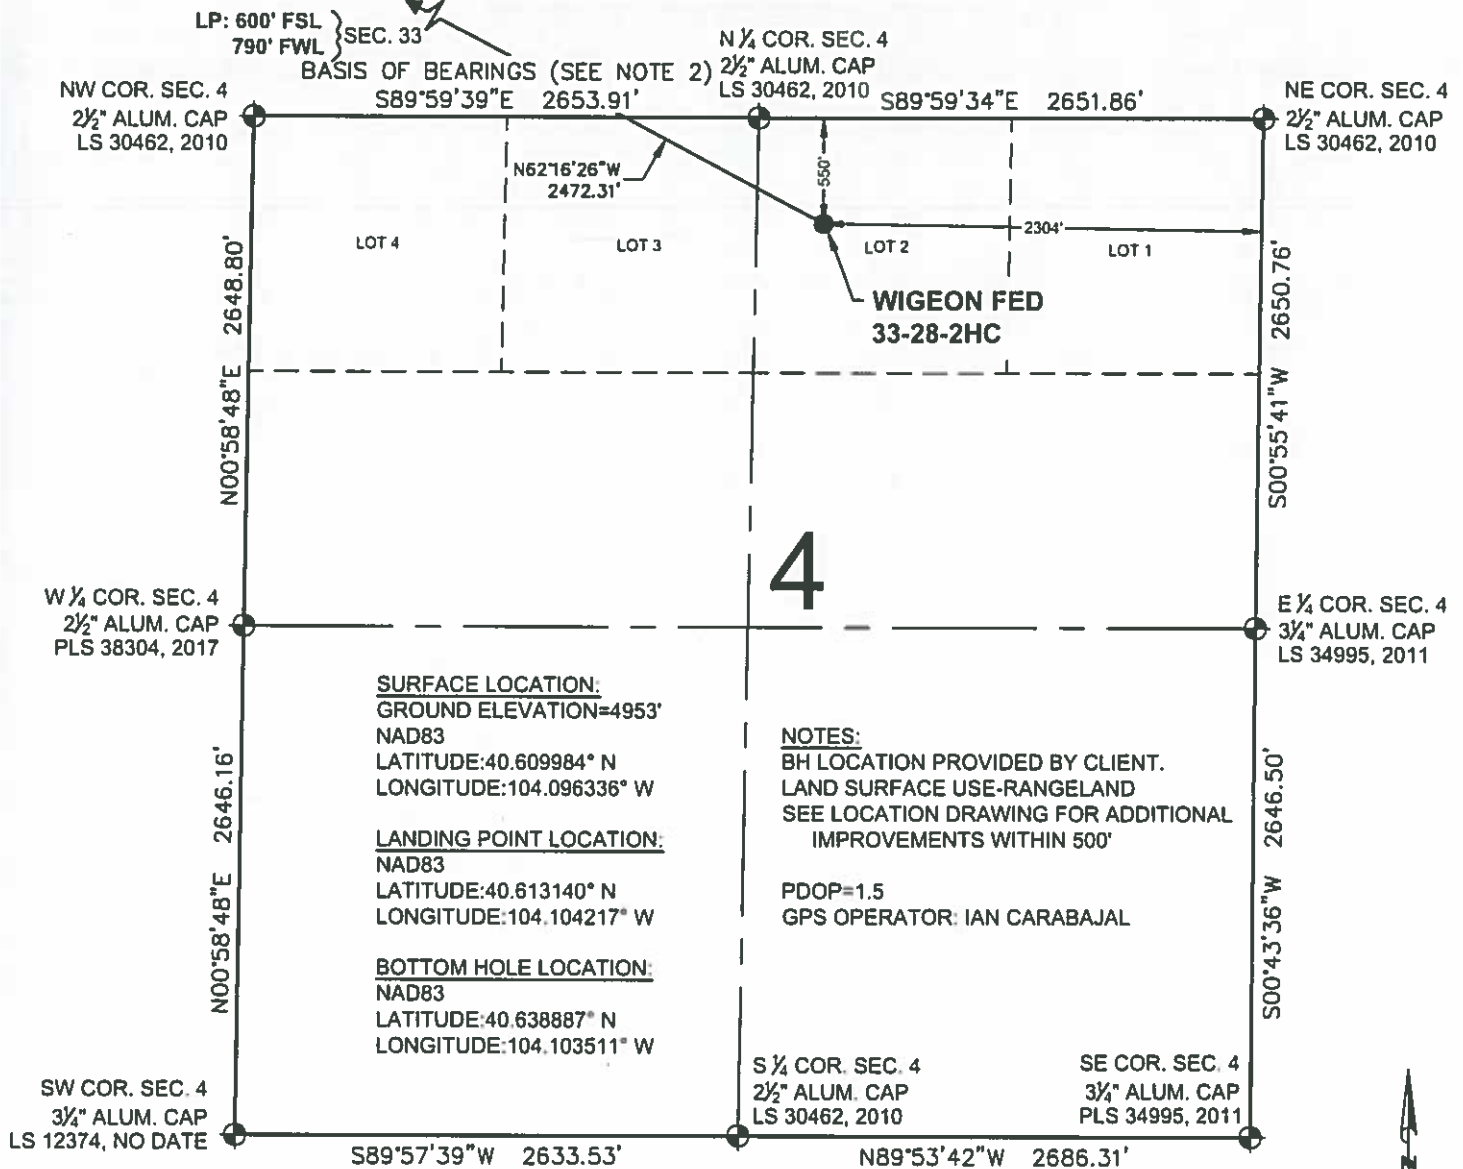 LP: 600' FSL
790' FWL
SEC. 33
BASIS OF BEARINGS (SEE NOTE 2)
N ¼ COR. SEC. 4
2½" ALUM. CAP
LS 30462, 2010
NW COR. SEC. 4
2½" ALUM. CAP
LS 30462, 2010
S89°59'39"E 2653.91'
S89°59'34"E 2651.86'
NE COR. SEC. 4
2½" ALUM. CAP
LS 30462, 2010
N62°16'26"W
2472.31'
550'
2304'
LOT 4
LOT 3
LOT 2
LOT 1
WIGEON FED
33-28-2HC
N00°58'48"E 2648.80'
S00°55'41"W 2650.76'
4
W ¼ COR. SEC. 4
2½" ALUM. CAP
PLS 38304, 2017
E ¼ COR. SEC. 4
3¼" ALUM. CAP
LS 34995, 2011
SURFACE LOCATION:
GROUND ELEVATION=4953'
NAD83
LATITUDE:40.609984° N
LONGITUDE:104.096336° W
LANDING POINT LOCATION:
NAD83
LATITUDE:40.613140° N
LONGITUDE:104.104217° W
BOTTOM HOLE LOCATION:
NAD83
LATITUDE:40.638887° N
LONGITUDE:104.103511° W
NOTES:
BH LOCATION PROVIDED BY CLIENT.
LAND SURFACE USE-RANGELAND
SEE LOCATION DRAWING FOR ADDITIONAL
IMPROVEMENTS WITHIN 500'
PDOP=1.5
GPS OPERATOR: IAN CARABAJAL
N00°58'48"E 2646.16'
S00°43'36"W 2646.50'
SW COR. SEC. 4
3¼" ALUM. CAP
LS 12374, NO DATE
S ¼ COR. SEC. 4
2½" ALUM. CAP
LS 30462, 2010
SE COR. SEC. 4
3¼" ALUM. CAP
PLS 34995, 2011
S89°57'39"W 2633.53'
N89°53'42"W 2686.31'